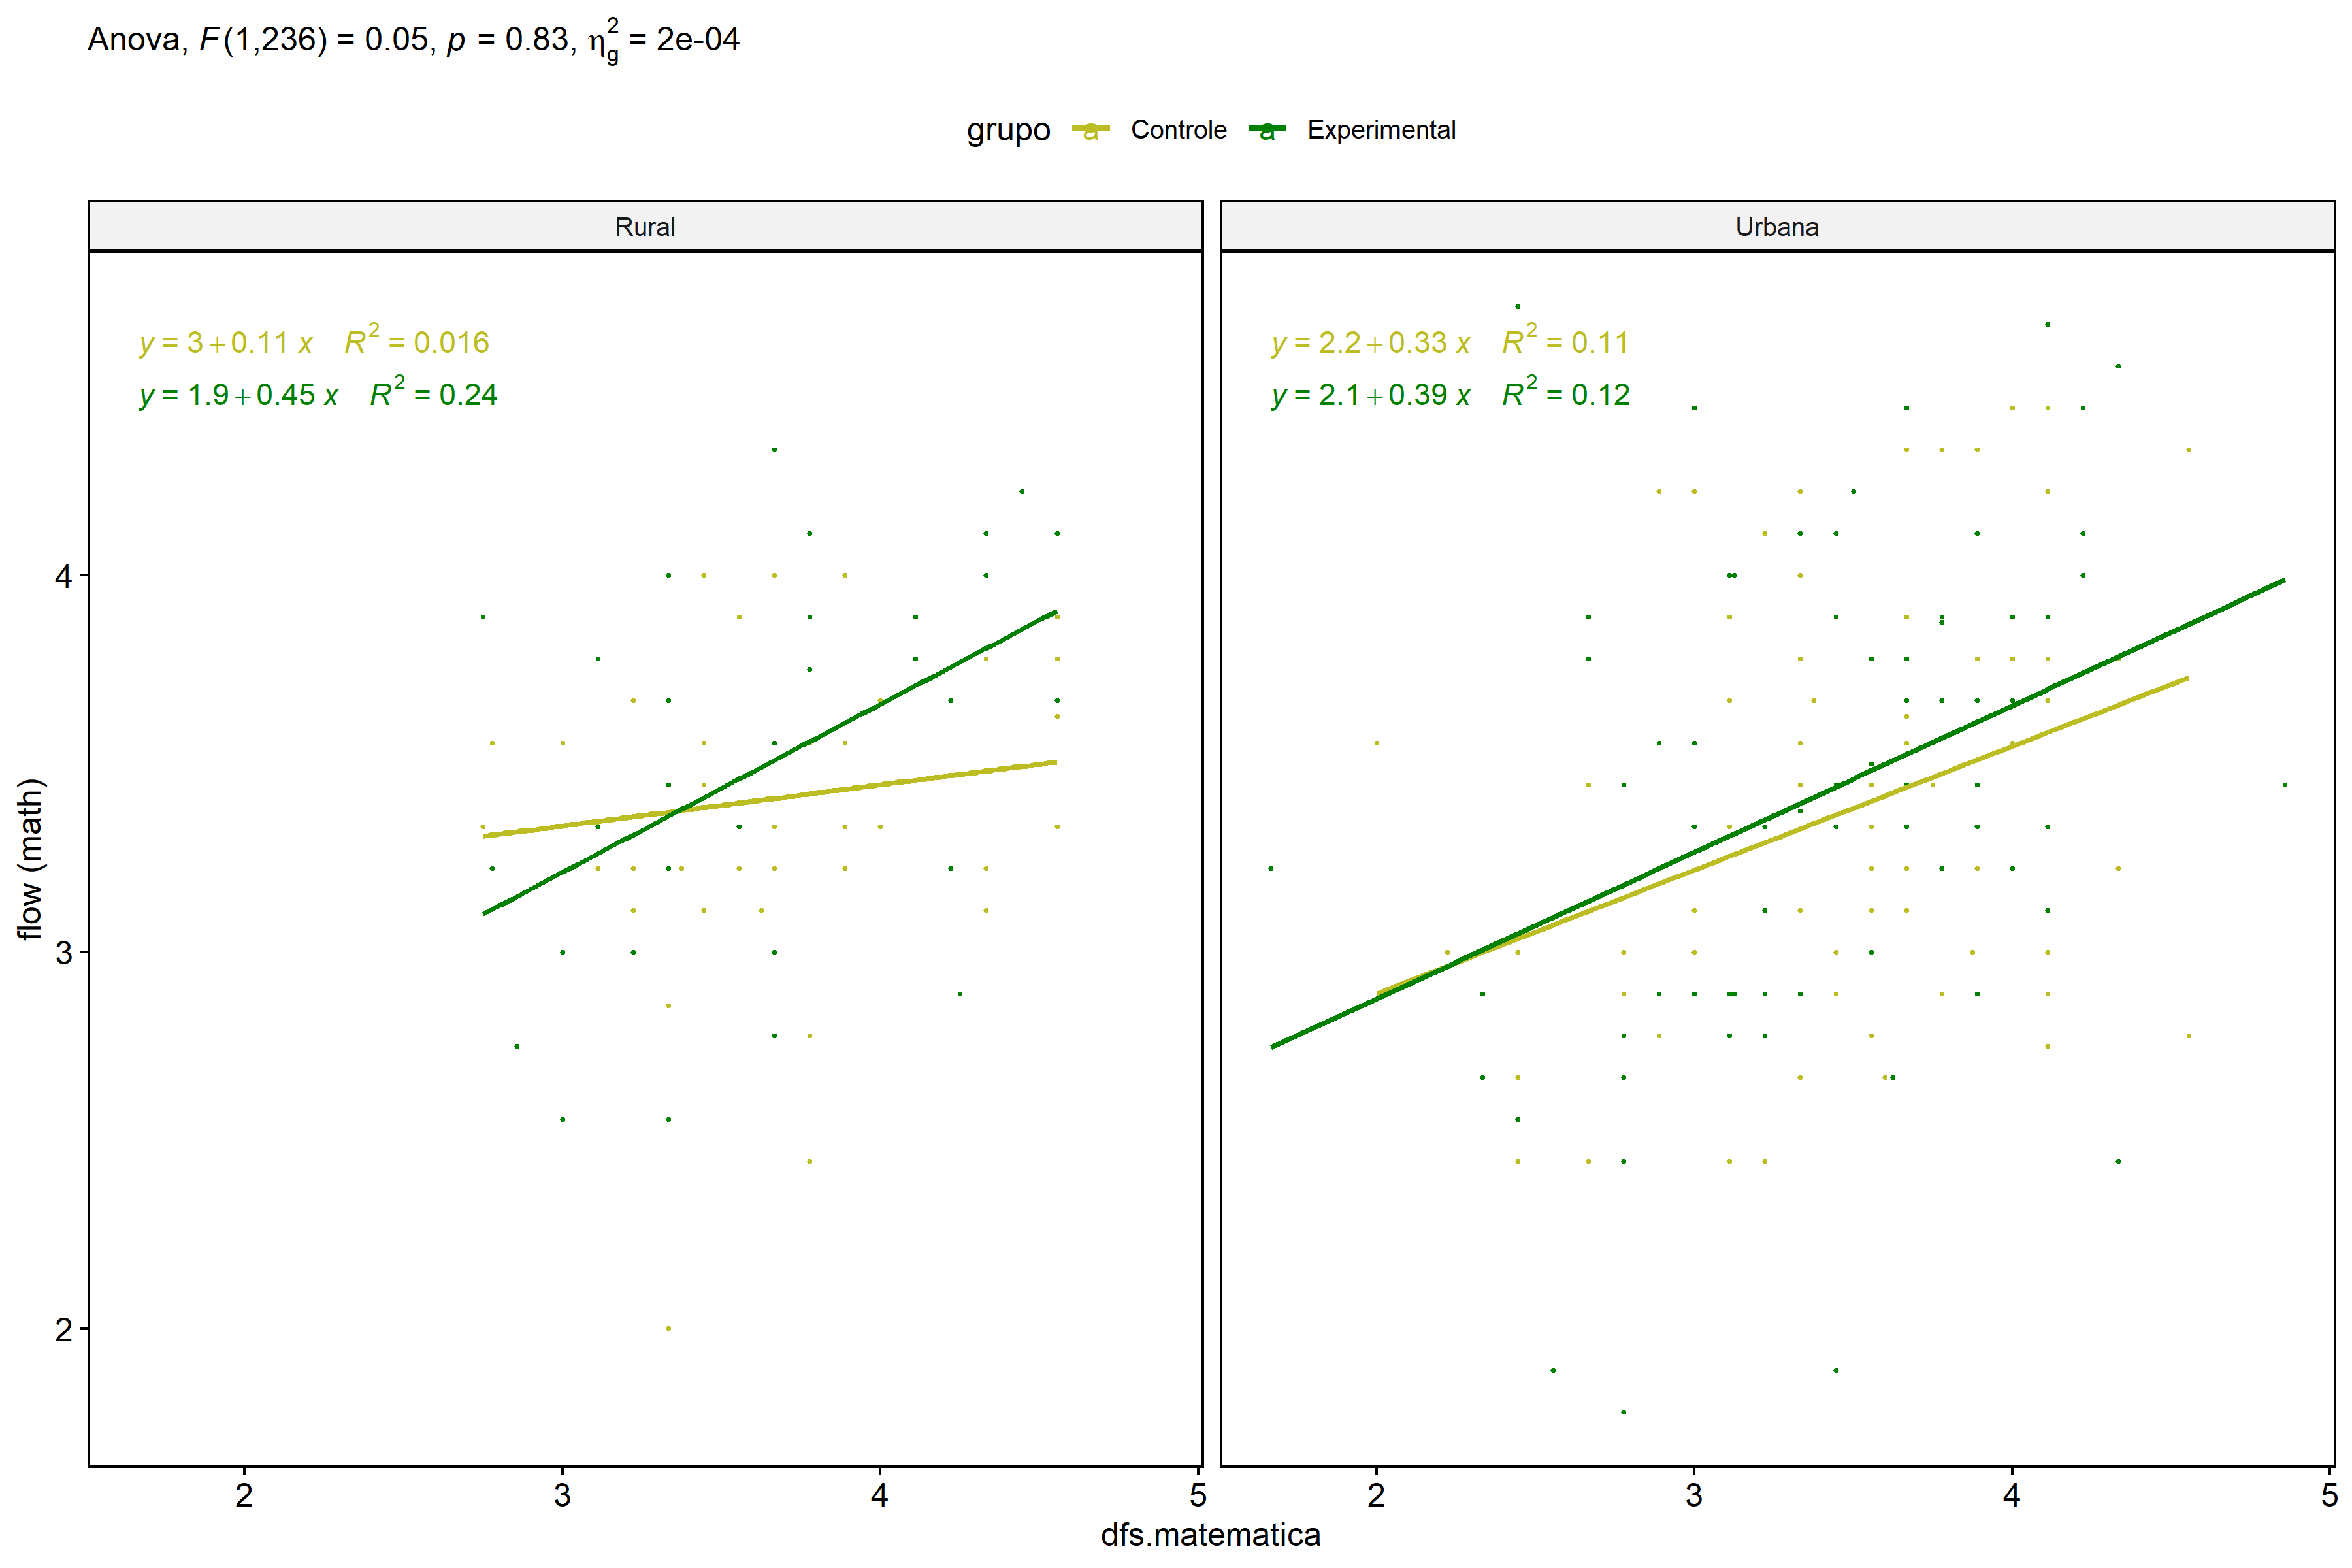 Anova, F(1,236) = 0.05, p = 0.83, η²g = 2e-04
grupo a Controle a Experimental
Rural
Urbana
y = 3 + 0.11 x R² = 0.016
y = 1.9 + 0.45 x R² = 0.24
y = 2.2 + 0.33 x R² = 0.11
y = 2.1 + 0.39 x R² = 0.12
flow (math)
4
3
2
2 3 4 5
2 3 4 5
dfs.matematica